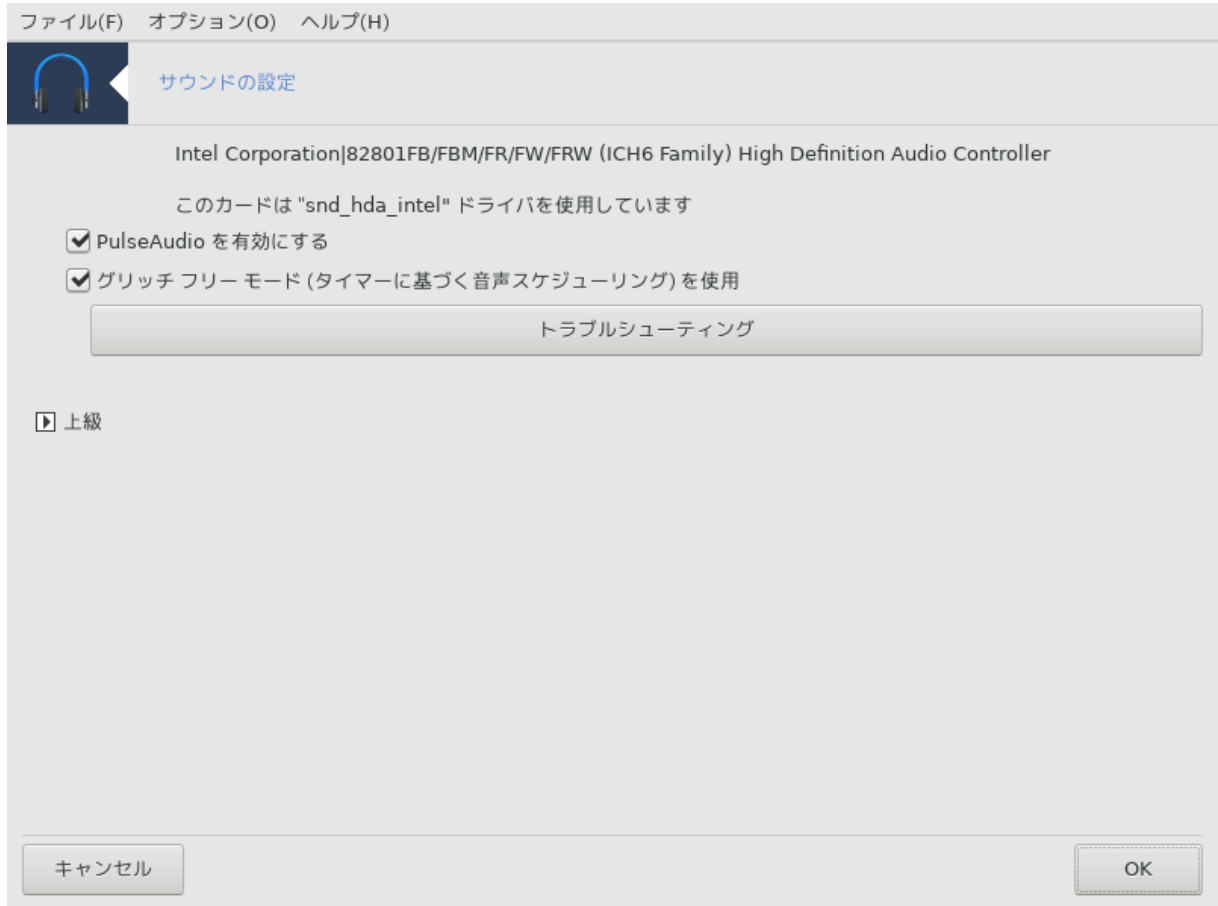 ファイル(F) オプション(O) ヘルプ(H)
サウンドの設定
Intel Corporation|82801FB/FBM/FR/FW/FRW (ICH6 Family) High Definition Audio Controller
このカードは "snd_hda_intel" ドライバを使用しています
PulseAudio を有効にする
グリッチ フリー モード (タイマーに基づく音声スケジューリング) を使用
トラブルシューティング
上級
キャンセル
OK